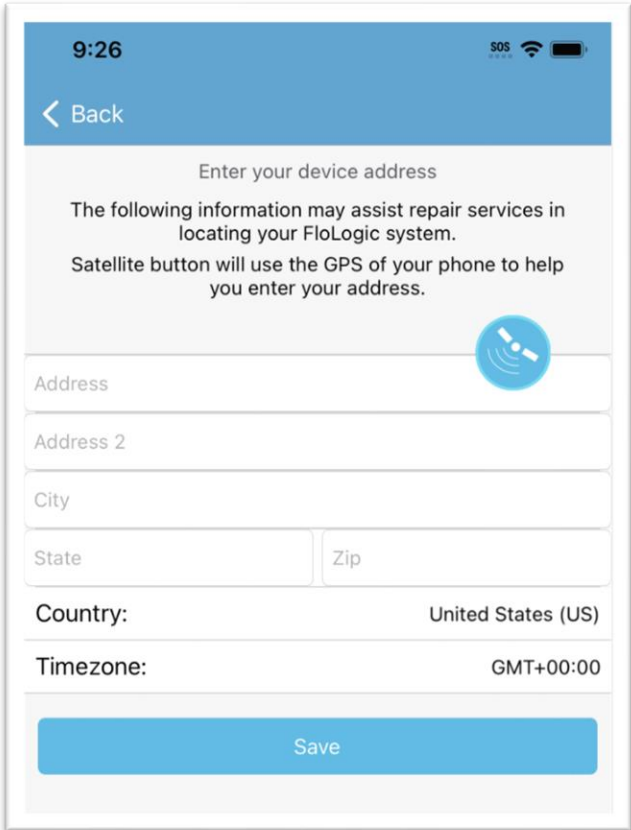 9:26
SOS
Back
Enter your device address
The following information may assist repair services in
locating your FloLogic system.
Satellite button will use the GPS of your phone to help
you enter your address.
Address
Address 2
City
State
Zip
Country:
United States (US)
Timezone:
GMT+00:00
Save